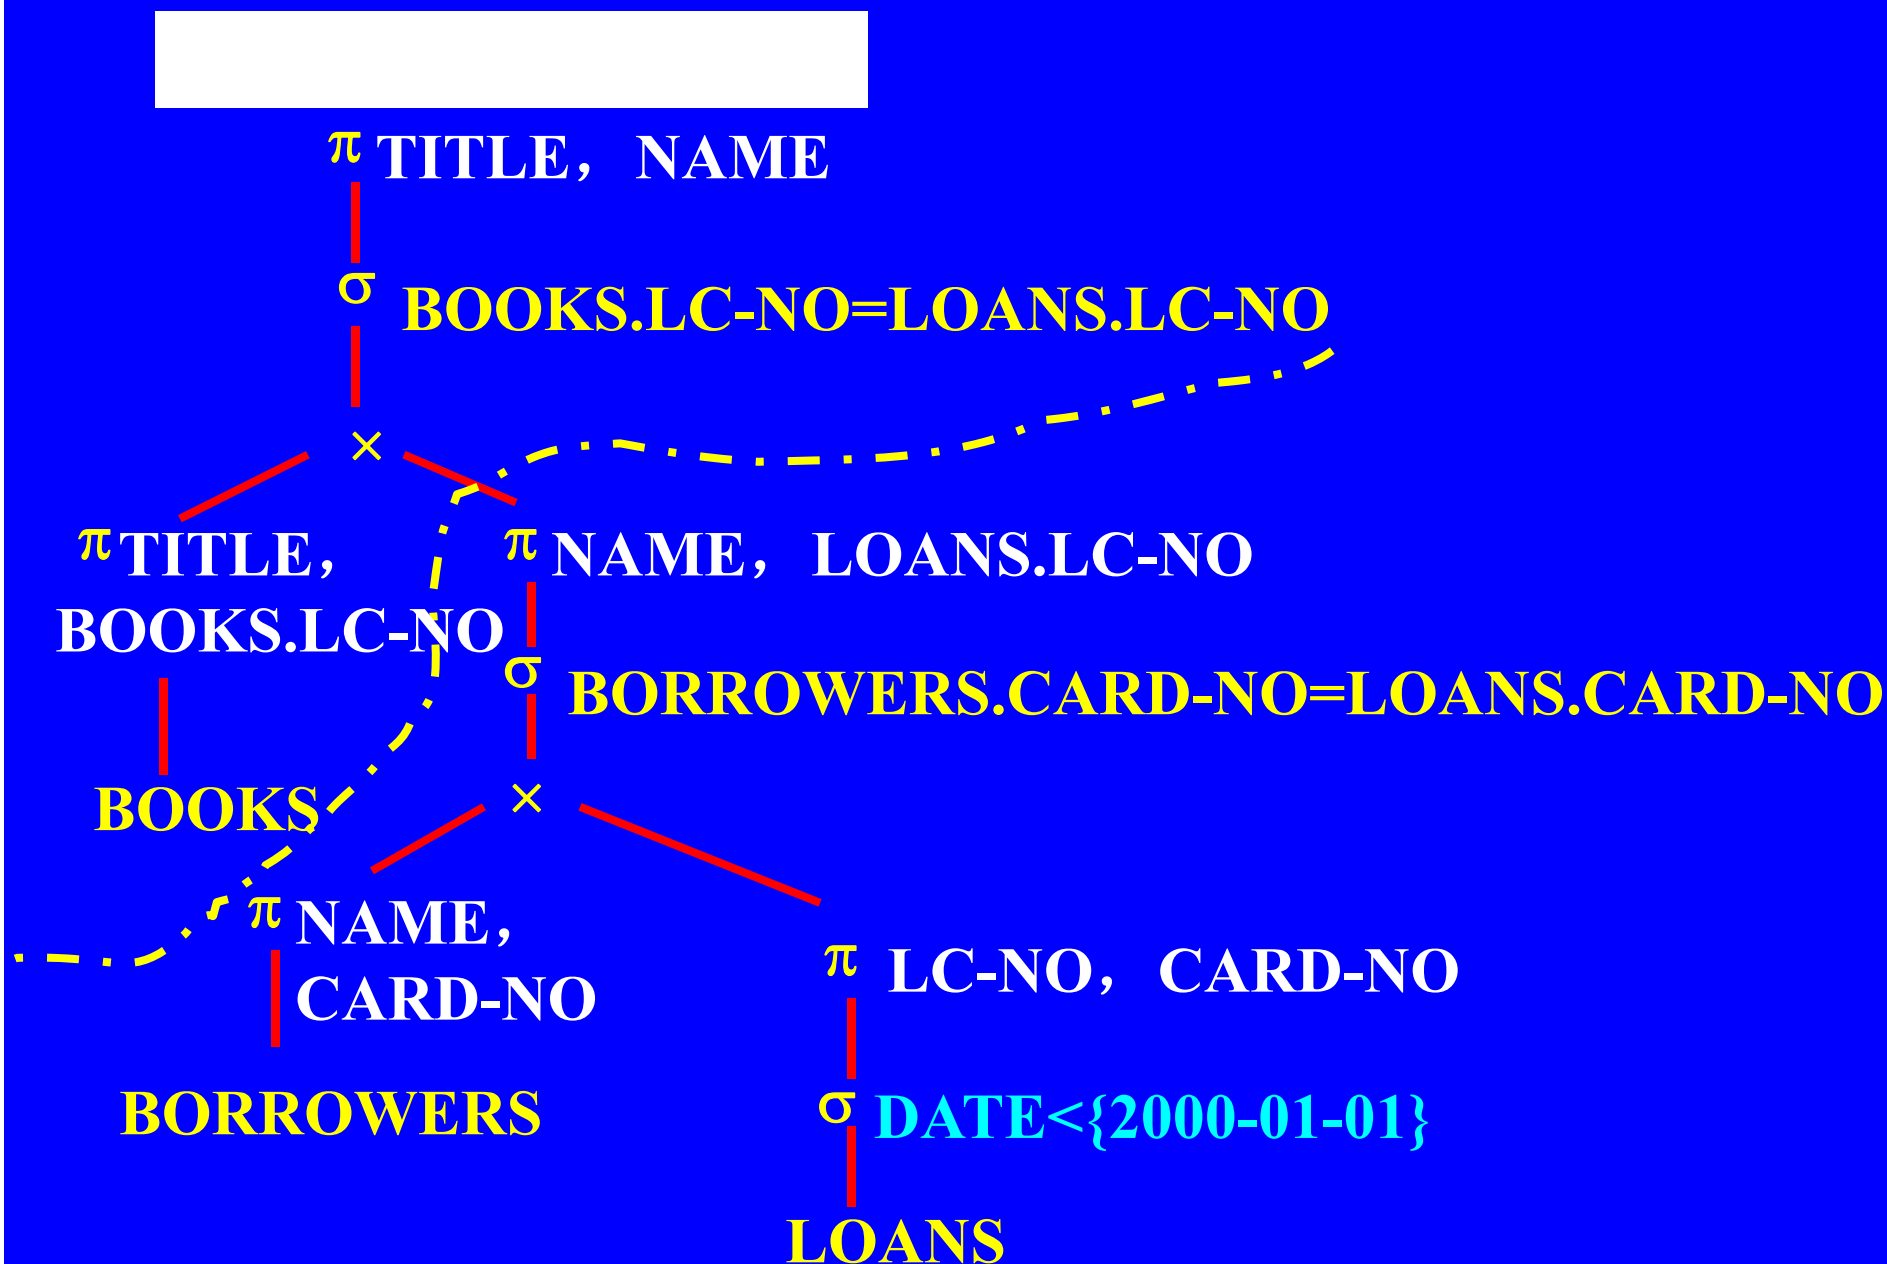 π TITLE，NAME
σ BOOKS.LC-NO=LOANS.LC-NO
×
π TITLE，
BOOKS.LC-NO
π NAME，LOANS.LC-NO
σ BORROWERS.CARD-NO=LOANS.CARD-NO
BOOKS
×
π NAME，
CARD-NO
π LC-NO，CARD-NO
BORROWERS
σ DATE<{2000-01-01}
LOANS